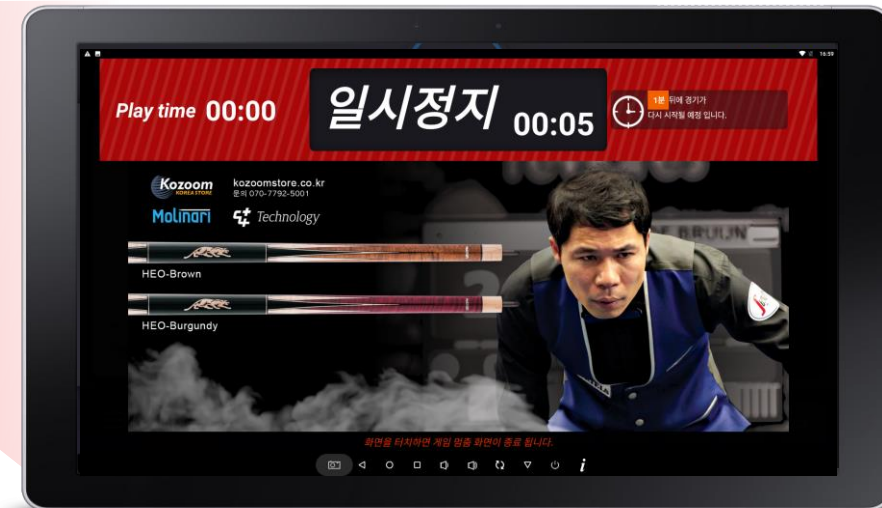 16:59
Play time 00:00
일시정지 00:05
1분 뒤에 경기가
다시 시작될 예정 입니다.
Kozoom
KOREA STORE
kozoomstore.co.kr
문의 070-7792-5001
Molinari
Technology
HEO-Brown
HEO-Burgundy
화면을 터치하면 게임 멈춤 화면이 종료 됩니다.